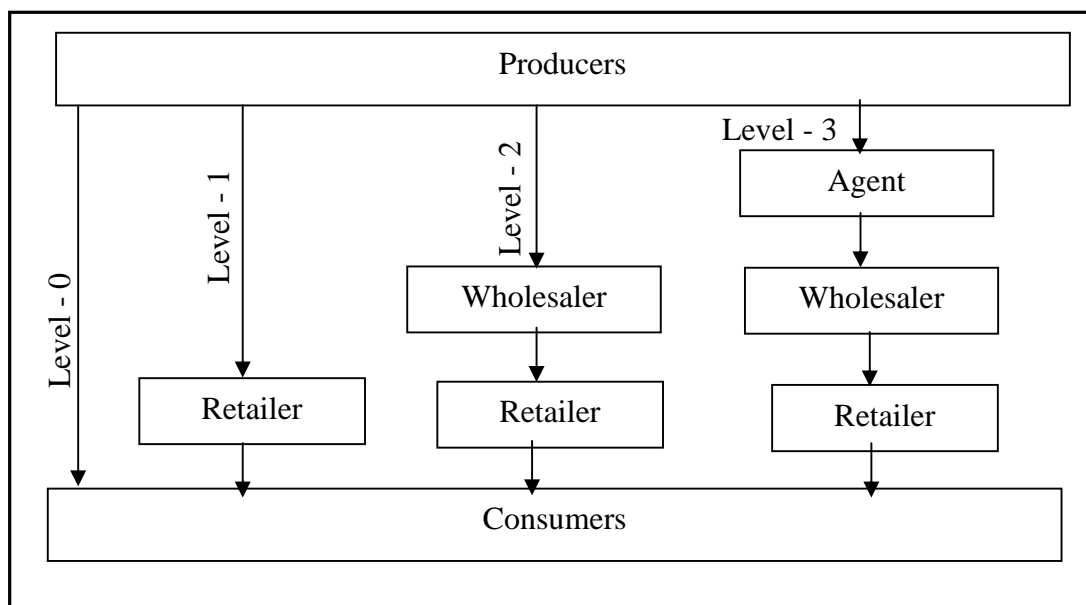 Producers
Level - 0
Level - 1
Level - 2
Level - 3
Agent
Wholesaler
Wholesaler
Retailer
Retailer
Retailer
Consumers